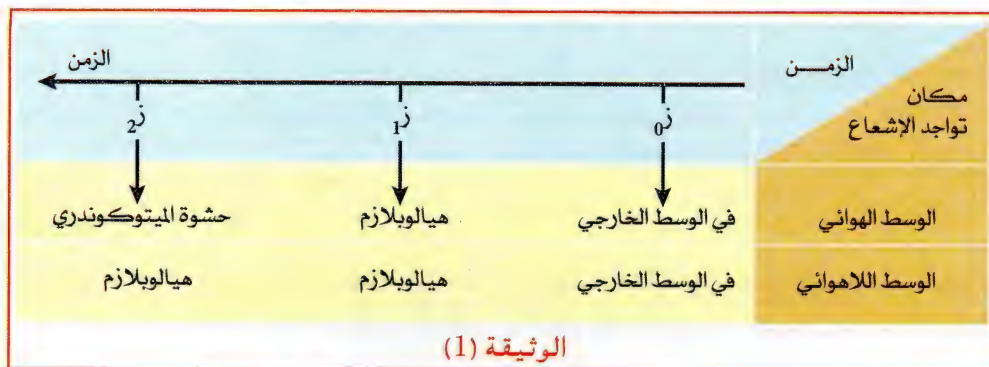 الزمن
مكان
تواجد الإشعاع
الزمن
ز0
ز1
ز2
الوسط الهوائي
في الوسط الخارجي
هيالوبلازم
حشوة الميتوكوندري
الوسط اللاهوائي
في الوسط الخارجي
هيالوبلازم
هيالوبلازم
الوثيقة (1)